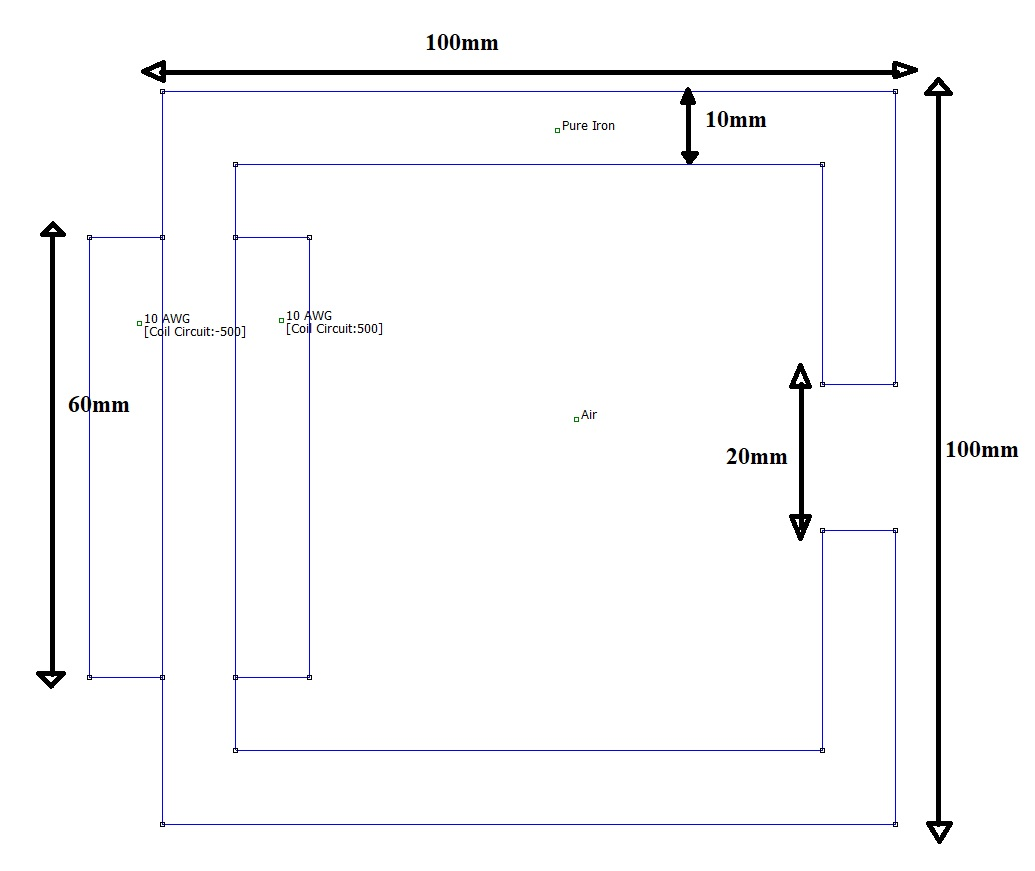 100mm
Pure Iron
10mm
10 AWG
[Coil Circuit:-500]
10 AWG
[Coil Circuit:500]
60mm
Air
20mm
100mm